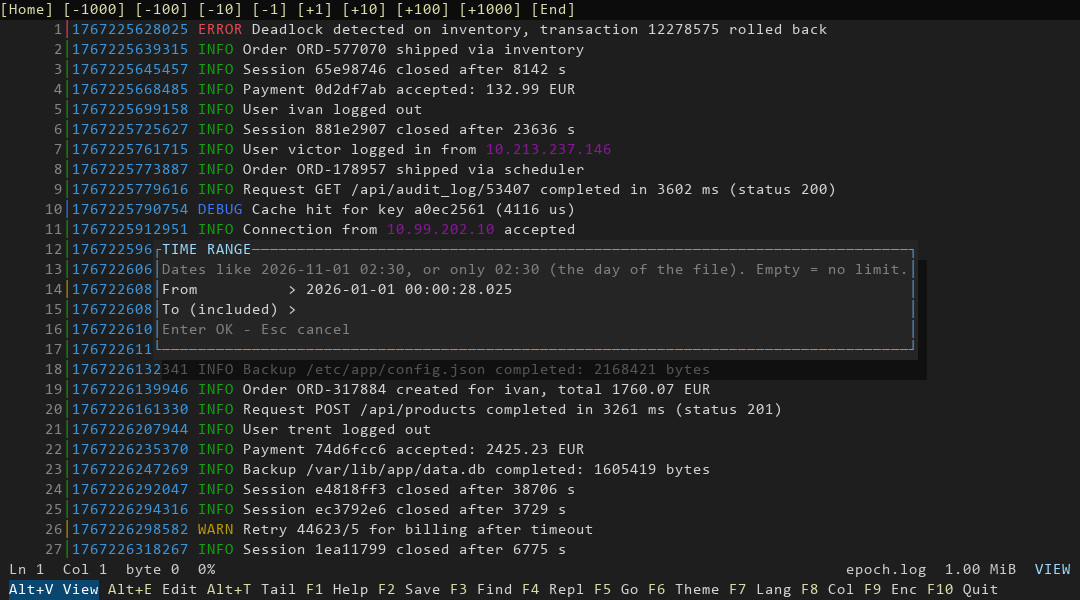 [Home] [-1000] [-100] [-10] [-1] [+1] [+10] [+100] [+1000] [End]
1|1767225628025 ERROR Deadlock detected on inventory, transaction 12278575 rolled back
2|1767225639315 INFO Order ORD-577070 shipped via inventory
3|1767225645457 INFO Session 65e98746 closed after 8142 s
4|1767225668485 INFO Payment 0d2df7ab accepted: 132.99 EUR
5|1767225699158 INFO User ivan logged out
6|1767225725627 INFO Session 881e2907 closed after 23636 s
7|1767225761715 INFO User victor logged in from 10.213.237.146
8|1767225773887 INFO Order ORD-178957 shipped via scheduler
9|1767225779616 INFO Request GET /api/audit_log/53407 completed in 3602 ms (status 200)
10|1767225790754 DEBUG Cache hit for key a0ec2561 (4116 us)
11|1767225912951 INFO Connection from 10.99.202.10 accepted
12|176722596 TIME RANGE
13|176722606 Dates like 2026-11-01 02:30, or only 02:30 (the day of the file). Empty = no limit.
14|176722608 From > 2026-01-01 00:00:28.025
15|176722608 To (included) >
16|176722610 Enter OK - Esc cancel
17|176722611
18|1767226132341 INFO Backup /etc/app/config.json completed: 2168421 bytes
19|1767226139946 INFO Order ORD-317884 created for ivan, total 1760.07 EUR
20|1767226161330 INFO Request POST /api/products completed in 3261 ms (status 201)
21|1767226207944 INFO User trent logged out
22|1767226235370 INFO Payment 74d6fcc6 accepted: 2425.23 EUR
23|1767226247269 INFO Backup /var/lib/app/data.db completed: 1605419 bytes
24|1767226292047 INFO Session e4818ff3 closed after 38706 s
25|1767226294316 INFO Session ec3792e6 closed after 3729 s
26|1767226298582 WARN Retry 44623/5 for billing after timeout
27|1767226318267 INFO Session 1ea11799 closed after 6775 s
Ln 1 Col 1 byte 0 0% epoch.log 1.00 MiB VIEW
Alt+V View Alt+E Edit Alt+T Tail F1 Help F2 Save F3 Find F4 Repl F5 Go F6 Theme F7 Lang F8 Col F9 Enc F10 Quit